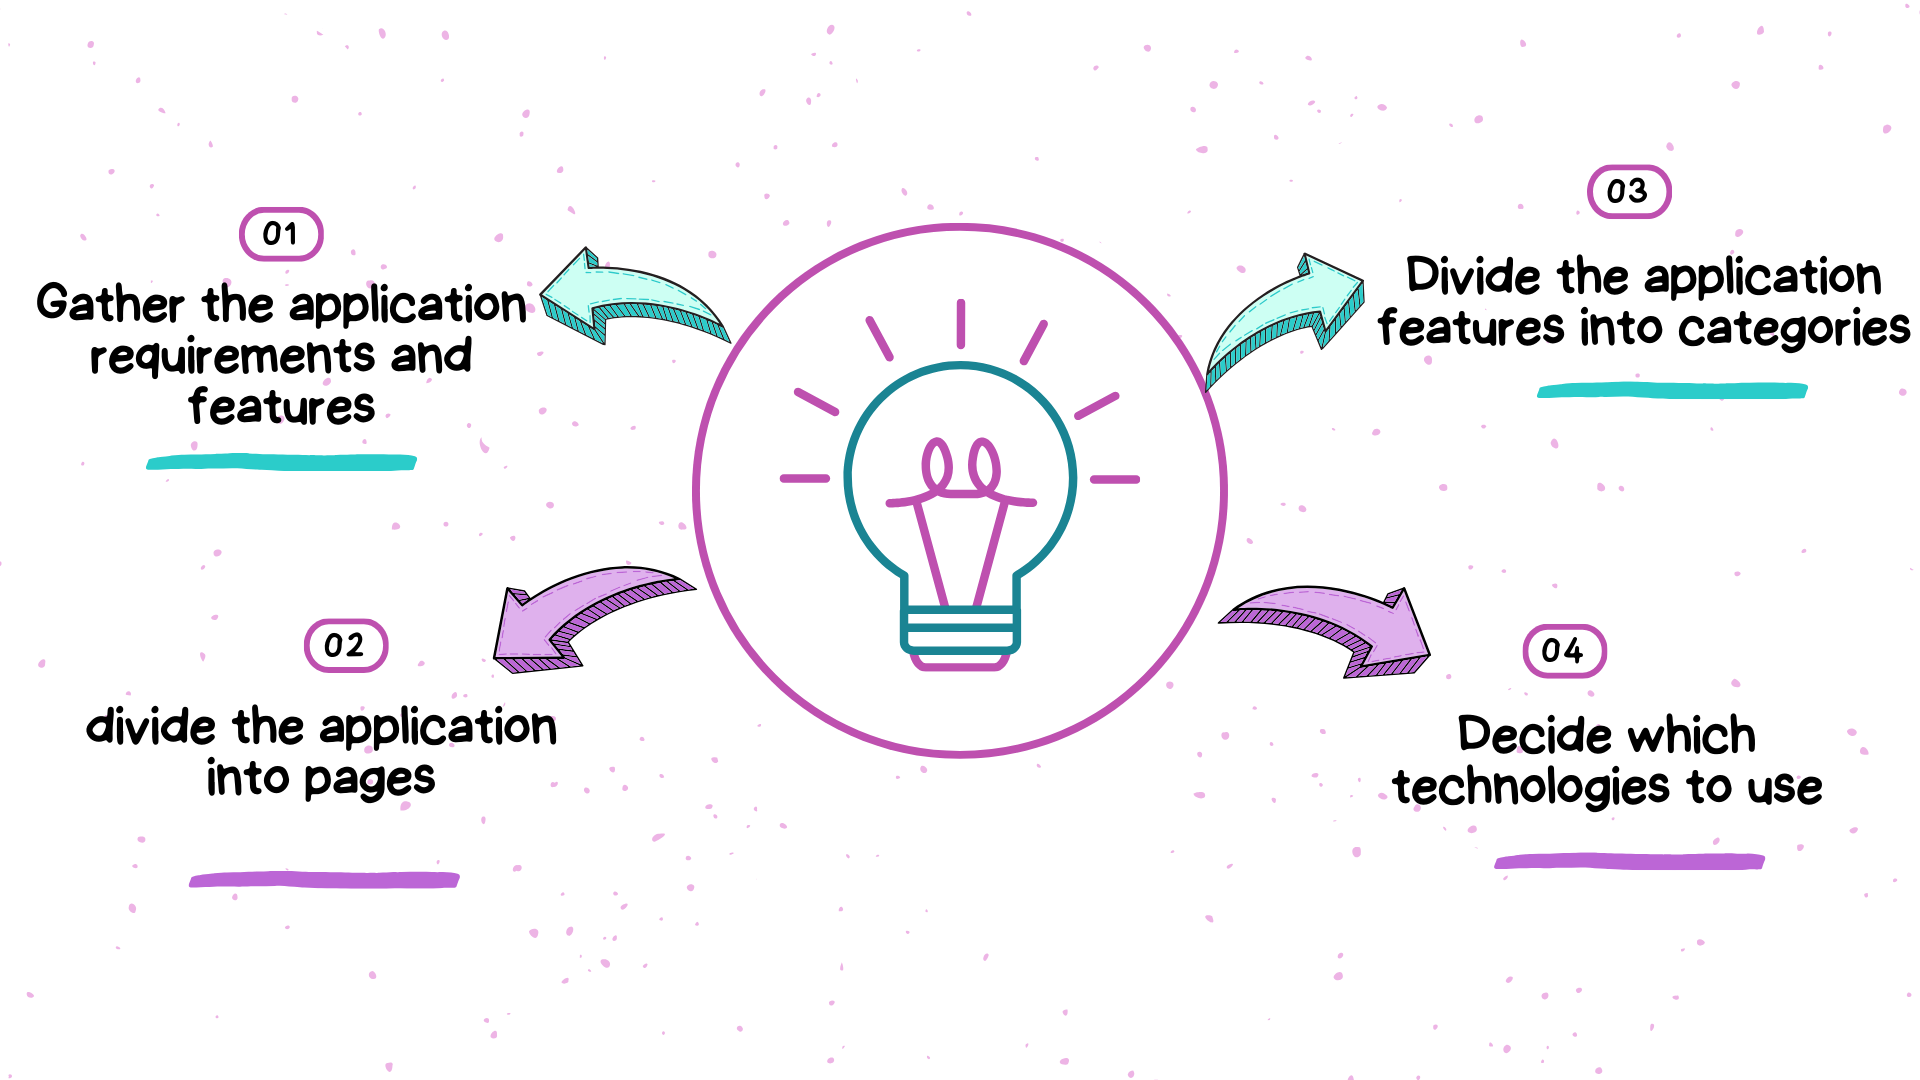 01
Gather the application
requirements and
features
02
divide the application
into pages
03
Divide the application
features into categories
04
Decide which
technologies to use